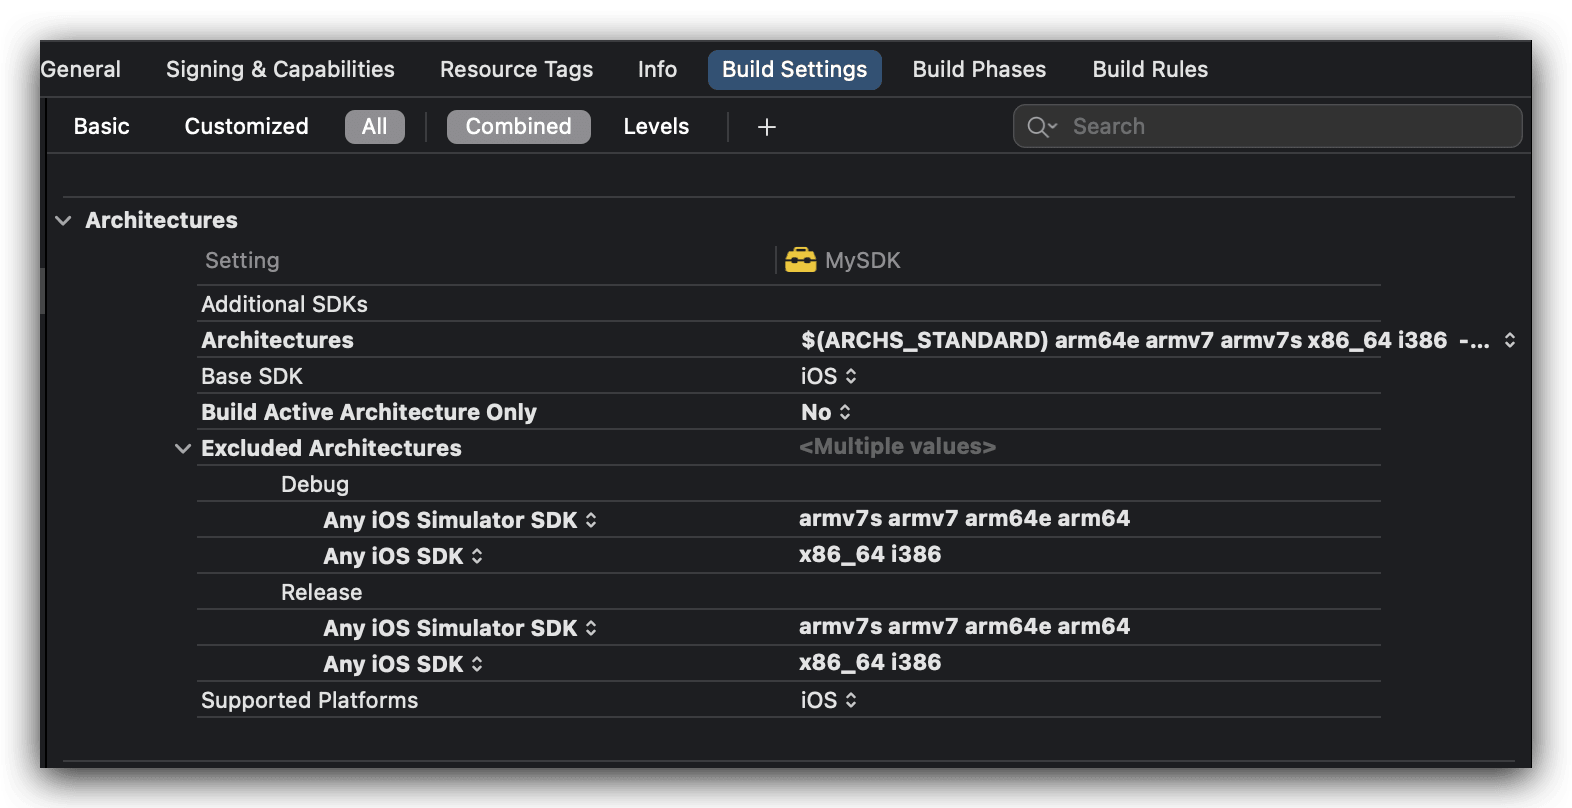 General Signing & Capabilities Resource Tags Info Build Settings Build Phases Build Rules
Basic Customized All Combined Levels + Search
Architectures
Setting MySDK
Additional SDKs
Architectures $(ARCHS_STANDARD) arm64e armv7 armv7s x86_64 i386 -...
Base SDK iOS
Build Active Architecture Only No
Excluded Architectures <Multiple values>
Debug
Any iOS Simulator SDK armv7s armv7 arm64e arm64
Any iOS SDK x86_64 i386
Release
Any iOS Simulator SDK armv7s armv7 arm64e arm64
Any iOS SDK x86_64 i386
Supported Platforms iOS